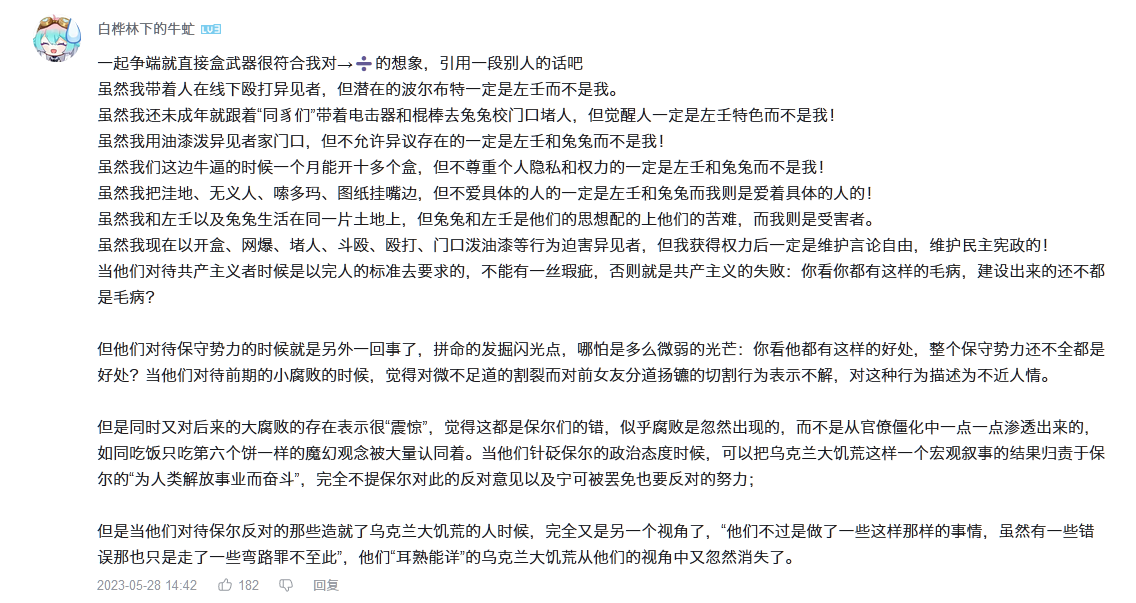 白桦林下的牛虻 LV3
一起争端就直接盒武器很符合我对→➗的想象，引用一段别人的话吧
虽然我带着人在线下殴打异见者，但潜在的波尔布特一定是左壬而不是我。
虽然我还未成年就跟着“同豸们”带着电击器和棍棒去兔兔校门口堵人，但觉醒人一定是左壬特色而不是我！
虽然我用油漆泼异见者家门口，但不允许异议存在的一定是左壬和兔兔而不是我！
虽然我们这边牛逼的时候一个月能开十多个盒，但不尊重个人隐私和权力的一定是左壬和兔兔而不是我！
虽然我把洼地、无义人、嗦多玛、图纸挂嘴边，但不爱具体的人的一定是左壬和兔兔而我则是爱着具体的人的！
虽然我和左壬以及兔兔生活在同一片土地上，但兔兔和左壬是他们的思想配的上他们的苦难，而我则是受害者。
虽然我现在以开盒、网爆、堵人、斗殴、殴打、门口泼油漆等行为迫害异见者，但我获得权力后一定是维护言论自由，维护民主宪政的！
当他们对待共产主义者时候是以完人的标准去要求的，不能有一丝瑕疵，否则就是共产主义的失败：你看你都有这样的毛病，建设出来的还不都
是毛病？
但他们对待保守势力的时候就是另外一回事了，拼命的发掘闪光点，哪怕是多么微弱的光芒：你看他都有这样的好处，整个保守势力还不全都是
好处？当他们对待前期的小腐败的时候，觉得对微不足道的割裂而对前女友分道扬镳的切割行为表示不解，对这种行为描述为不近人情。
但是同时又对后来的大腐败的存在表示很“震惊”，觉得这都是保尔们的错，似乎腐败是忽然出现的，而不是从官僚僵化中一点一点渗透出来的，
如同吃饭只吃第六个饼一样的魔幻观念被大量认同着。当他们针砭保尔的政治态度时候，可以把乌克兰大饥荒这样一个宏观叙事的结果归责于保
尔的“为人类解放事业而奋斗”，完全不提保尔对此的反对意见以及宁可被罢免也要反对的努力；
但是当他们对待保尔反对的那些造就了乌克兰大饥荒的人时候，完全又是另一个视角了，“他们不过是做了一些这样那样的事情，虽然有一些错
误那也只是走了一些弯路罪不至此”，他们“耳熟能详”的乌克兰大饥荒从他们的视角中又忽然消失了。
2023-05-28 14:42 182 回复